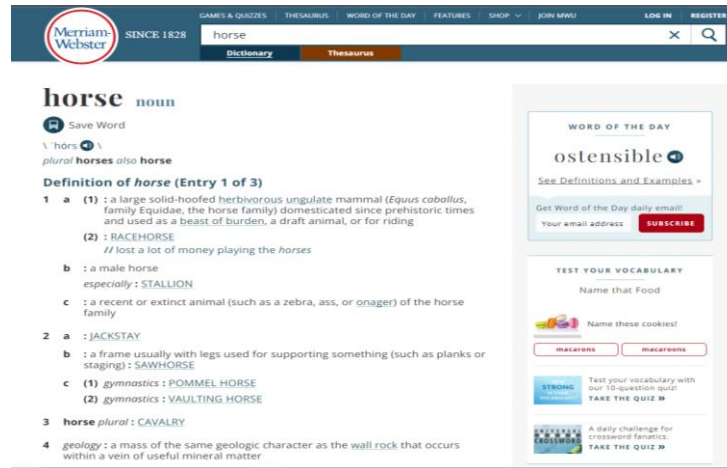 GAMES & QUIZZES THESAURUS WORD OF THE DAY FEATURES SHOP JOIN MWU LOG IN REGISTER
Merriam-
Webster
SINCE 1828
horse
Dictionary Thesaurus
horse noun
Save Word
\ ˈhȯrs \
plural horses also horse
Definition of horse (Entry 1 of 3)
1 a (1) : a large solid-hoofed herbivorous ungulate mammal (Equus caballus,
family Equidae, the horse family) domesticated since prehistoric times
and used as a beast of burden, a draft animal, or for riding
(2) : RACEHORSE
// lost a lot of money playing the horses
b : a male horse
especially : STALLION
c : a recent or extinct animal (such as a zebra, ass, or onager) of the horse
family
2 a : JACKSTAY
b : a frame usually with legs used for supporting something (such as planks or
staging) : SAWHORSE
c (1) gymnastics : POMMEL HORSE
(2) gymnastics : VAULTING HORSE
3 horse plural : CAVALRY
4 geology : a mass of the same geologic character as the wall rock that occurs
within a vein of useful mineral matter
WORD OF THE DAY
ostensible
See Definitions and Examples »
Get Word of the Day daily email!
Your email address SUBSCRIBE
TEST YOUR VOCABULARY
Name that Food
Name these cookies!
macarons macaroons
STRONG
Test your vocabulary with
our 10-question quiz!
TAKE THE QUIZ »
CROSSWORD
A daily challenge for
crossword fanatics.
TAKE THE QUIZ »